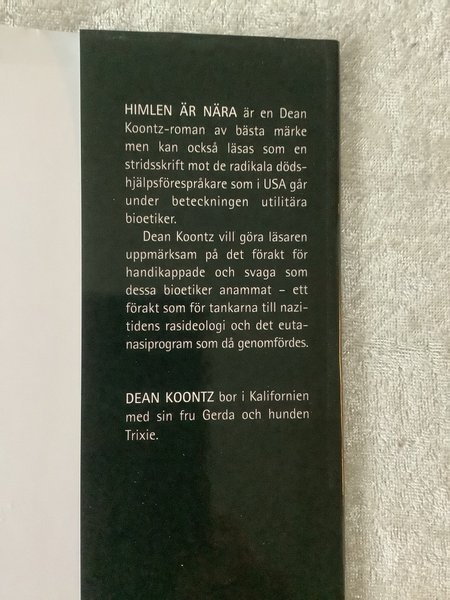 HIMLEN ÄR NÄRA är en Dean
Koontz-roman av bästa märke
men kan också läsas som en
stridsskrift mot de radikala döds-
hjälpsförespråkare som i USA går
under beteckningen utilitära
bioetiker.
Dean Koontz vill göra läsaren
uppmärksam på det förakt för
handikappade och svaga som
dessa bioetiker anammat – ett
förakt som för tankarna till nazi-
tidens rasideologi och det euta-
nasiprogram som då genomfördes.
DEAN KOONTZ bor i Kalifornien
med sin fru Gerda och hunden
Trixie.